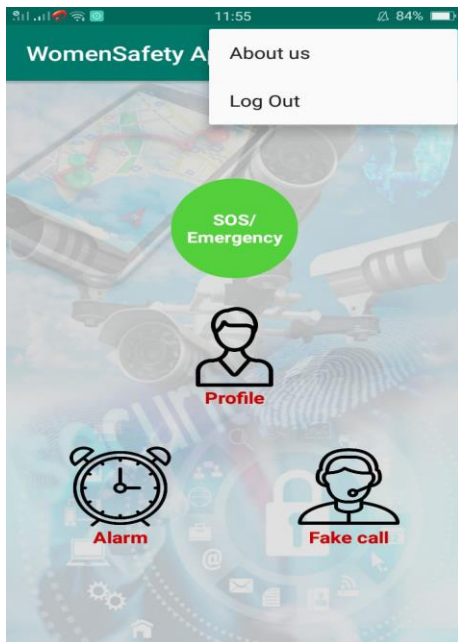 11:55
84%
WomenSafety A
About us
Log Out
SOS/
Emergency
Profile
Alarm
Fake call